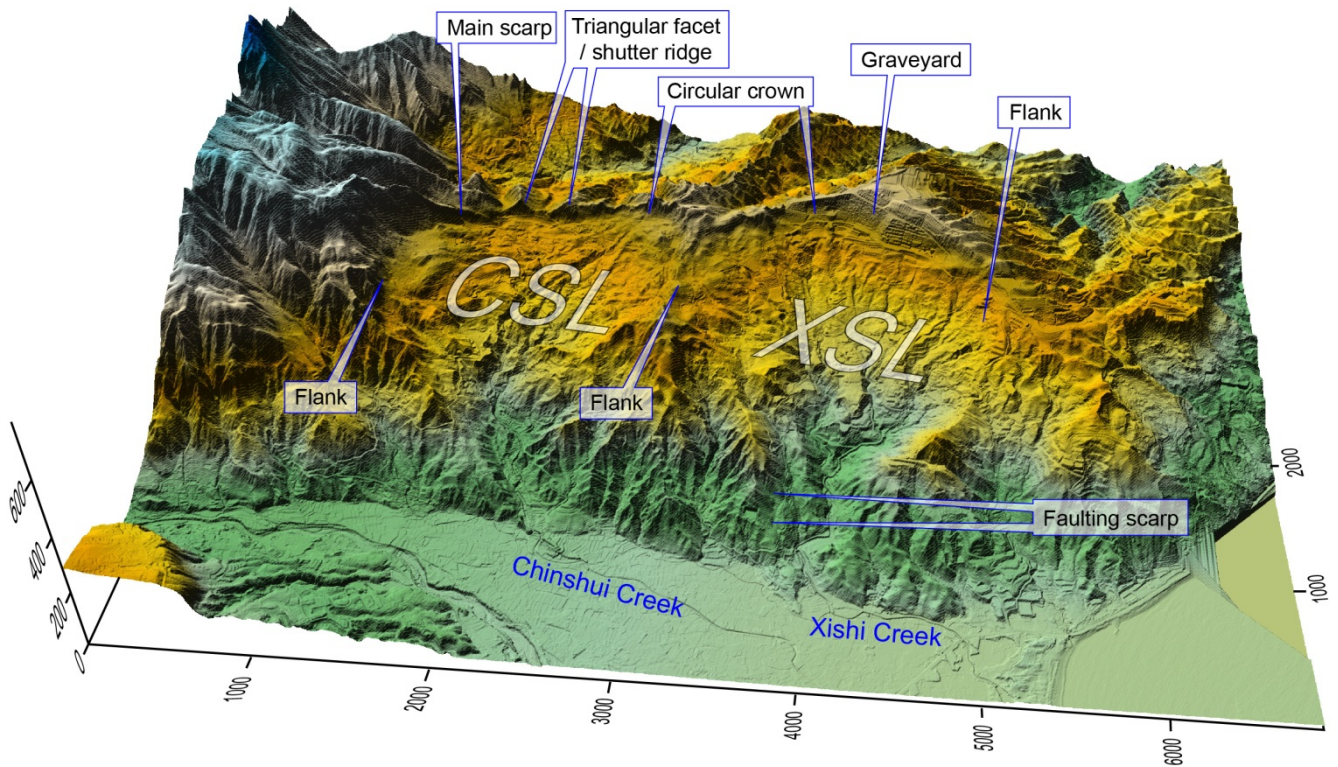 Main scarp
Triangular facet
/ shutter ridge
Graveyard
Circular crown
Flank
CSL
XSL
Flank
Flank
Faulting scarp
Chinshui Creek
Xishi Creek
600
400
200
0
1000
2000
3000
4000
5000
6000
1000
2000